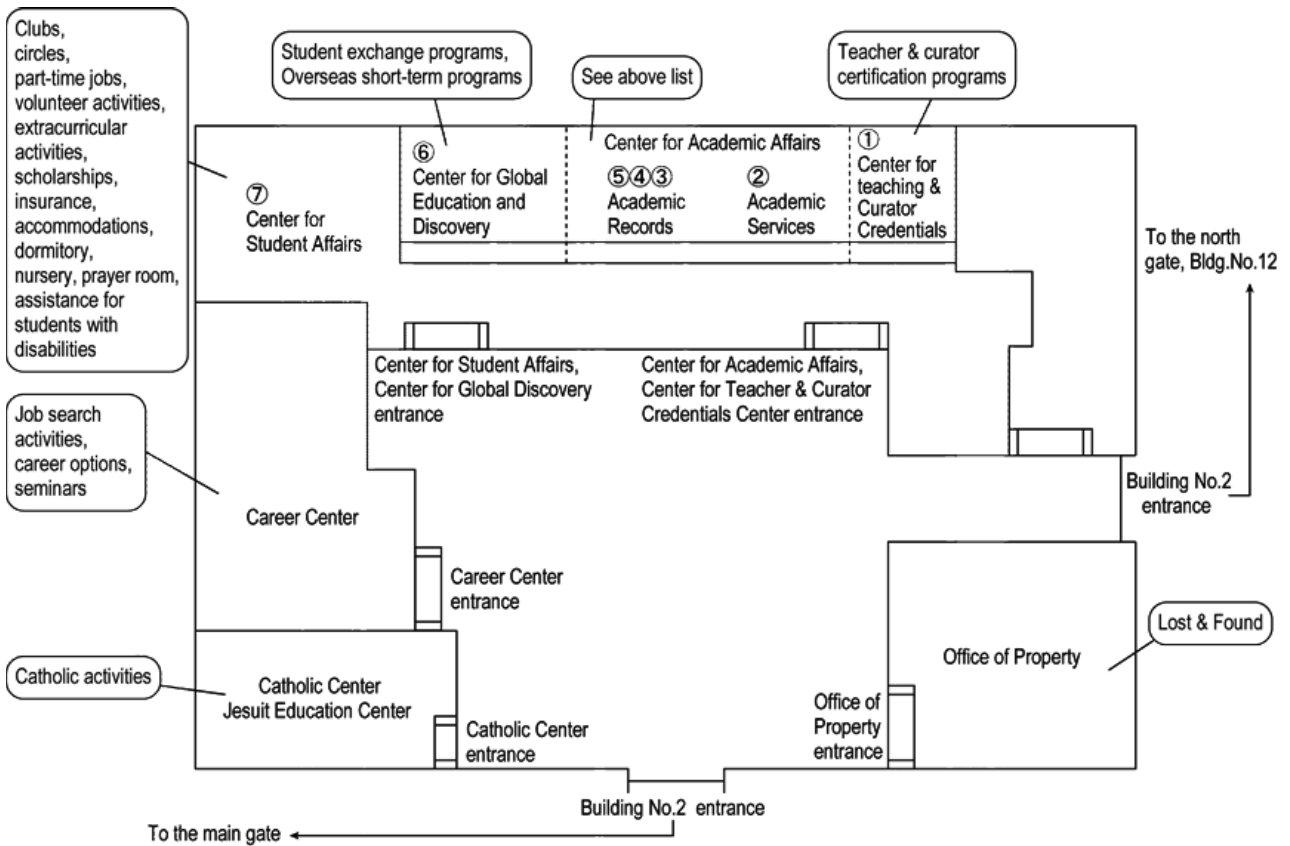 Clubs,
circles,
part-time jobs,
volunteer activities,
extracurricular
activities,
scholarships,
insurance,
accommodations,
dormitory,
nursery, prayer room,
assistance for
students with
disabilities
Student exchange programs,
Overseas short-term programs
See above list
Teacher & curator
certification programs
⑦
Center for
Student Affairs
⑥
Center for Global
Education and
Discovery
Center for Academic Affairs
⑤④③
Academic
Records
②
Academic
Services
①
Center for
teaching &
Curator
Credentials
To the north
gate, Bldg.No.12
Center for Student Affairs,
Center for Global Discovery
entrance
Center for Academic Affairs,
Center for Teacher & Curator
Credentials Center entrance
Job search
activities,
career options,
seminars
Career Center
Building No.2
entrance
Career Center
entrance
Lost & Found
Office of Property
Catholic activities
Catholic Center
Jesuit Education Center
Catholic Center
entrance
Office of
Property
entrance
Building No.2 entrance
To the main gate